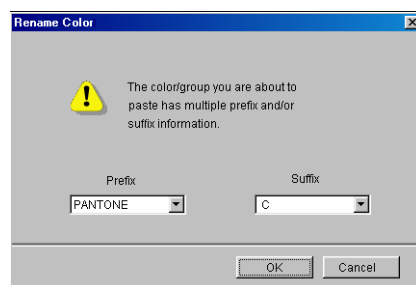 Rename Color
The color/group you are about to
paste has multiple prefix and/or
suffix information.
Prefix Suffix
PANTONE C
OK Cancel